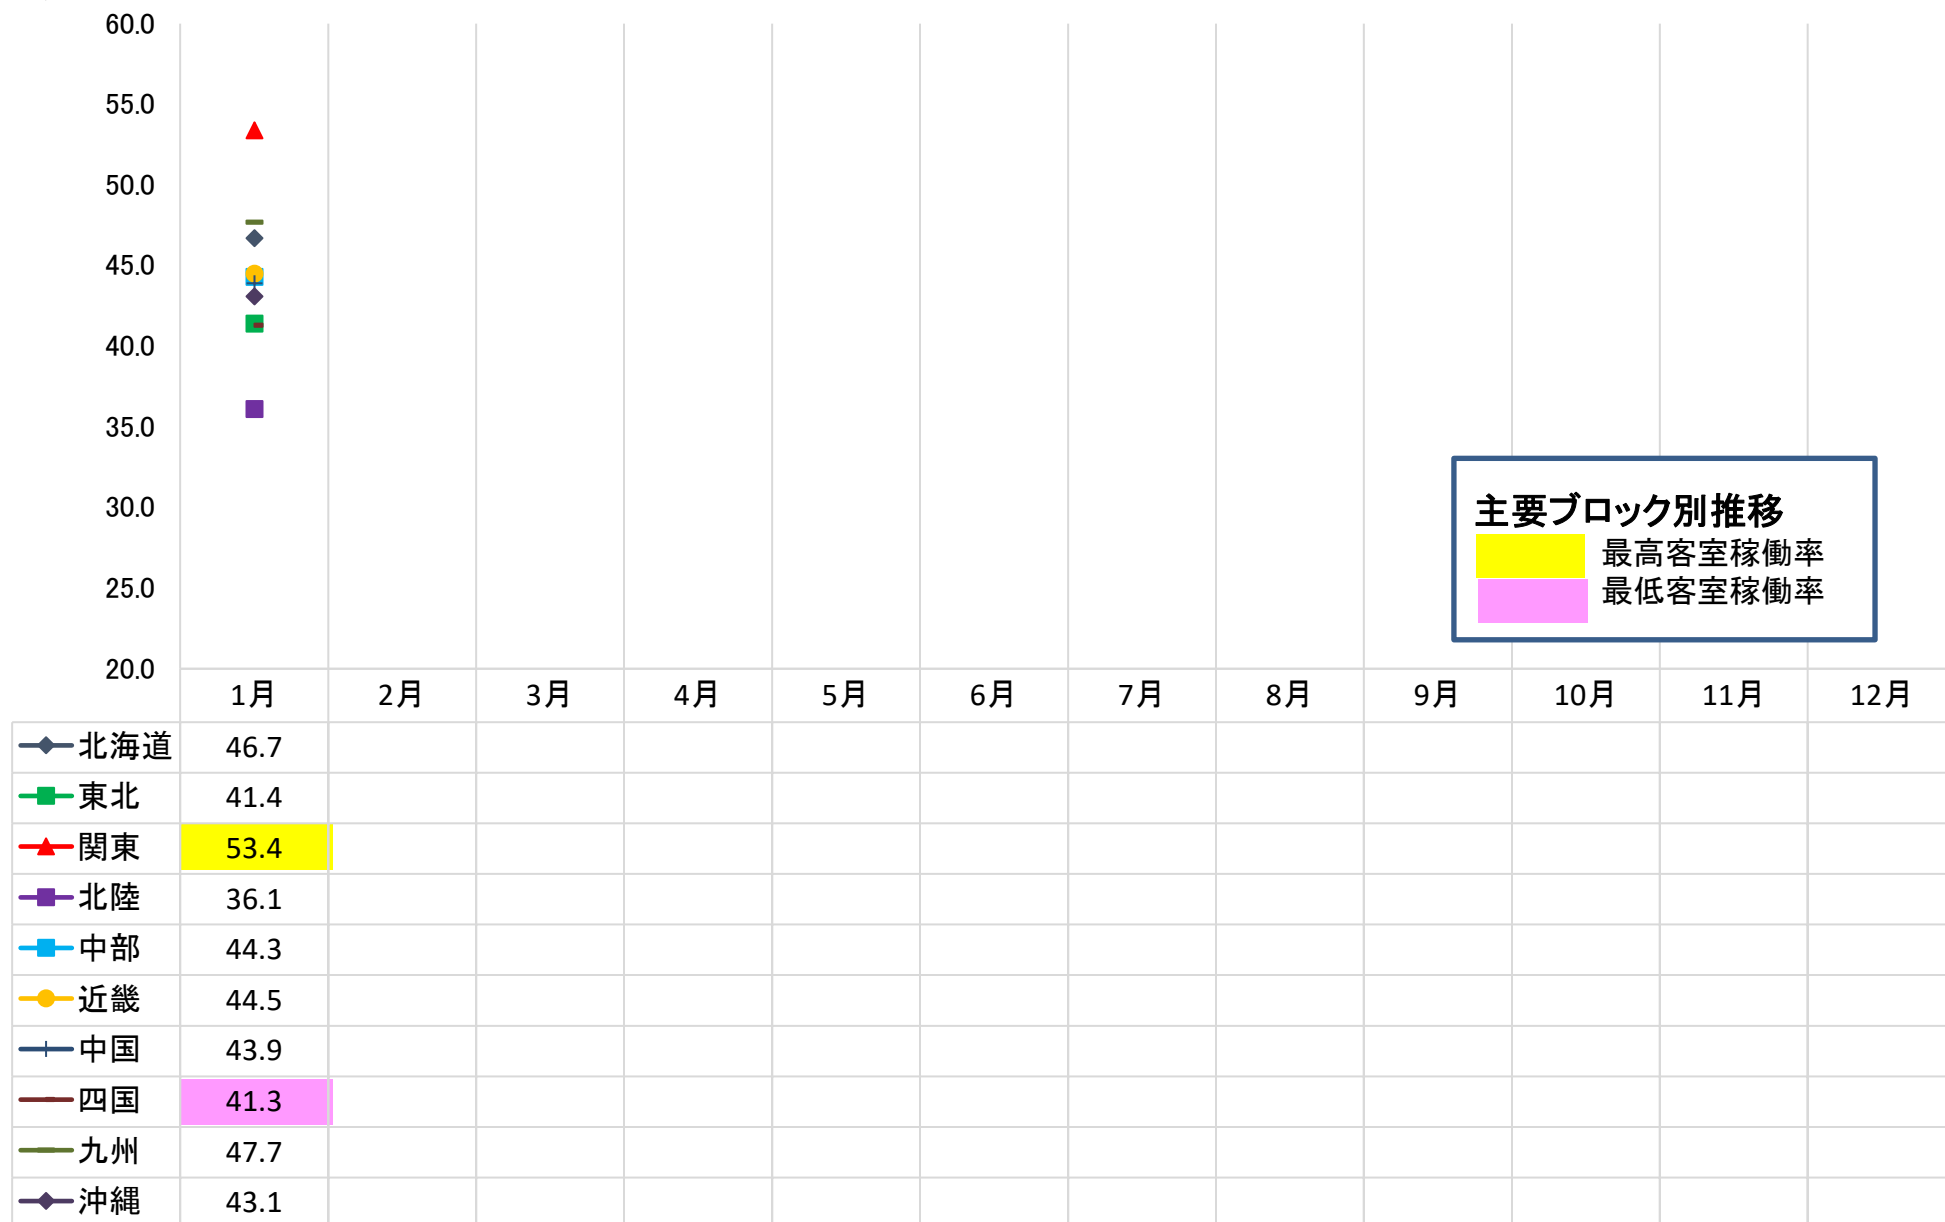 60.0
55.0
50.0
45.0
40.0
35.0
30.0
25.0
20.0
主要ブロック別推移
最高客室稼働率
最低客室稼働率
1月 2月 3月 4月 5月 6月 7月 8月 9月 10月 11月 12月
北海道 46.7
東北 41.4
関東 53.4
北陸 36.1
中部 44.3
近畿 44.5
中国 43.9
四国 41.3
九州 47.7
沖縄 43.1